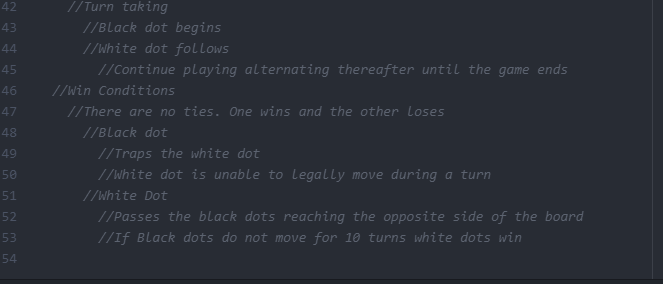 42 //Turn taking
43 //Black dot begins
44 //White dot follows
45 //Continue playing alternating thereafter until the game ends
46 //Win Conditions
47 //There are no ties. One wins and the other loses
48 //Black dot
49 //Traps the white dot
50 //White dot is unable to legally move during a turn
51 //White Dot
52 //Passes the black dots reaching the opposite side of the board
53 //If Black dots do not move for 10 turns white dots win
54